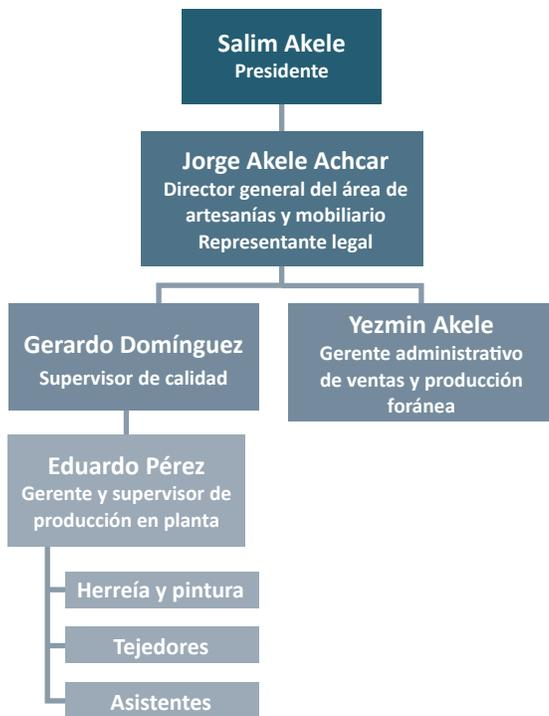 Salim Akele
Presidente
Jorge Akele Achcar
Director general del área de
artesanías y mobiliario
Representante legal
Gerardo Domínguez
Supervisor de calidad
Yezmin Akele
Gerente administrativo
de ventas y producción
foránea
Eduardo Pérez
Gerente y supervisor de
producción en planta
Herreía y pintura
Tejedores
Asistentes